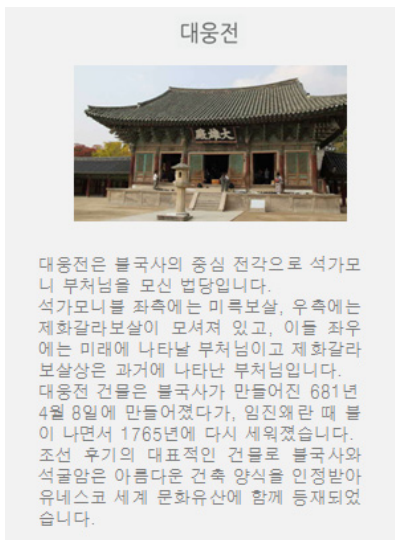 대웅전
大雄殿
대웅전은 불국사의 중심 전각으로 석가모
니 부처님을 모신 법당입니다.
석가모니불 좌측에는 미륵보살, 우측에는
제화갈라보살이 모셔져 있고, 이들 좌우
에는 미래에 나타날 부처님이고 제화갈라
보살상은 과거에 나타난 부처님입니다.
대웅전 건물은 불국사가 만들어진 681년
4월 8일에 만들어졌다가, 임진왜란 때 불
이 나면서 1765년에 다시 세워졌습니다.
조선 후기의 대표적인 건물로 불국사와
석굴암은 아름다운 건축 양식을 인정받아
유네스코 세계 문화유산에 함께 등재되었
습니다.